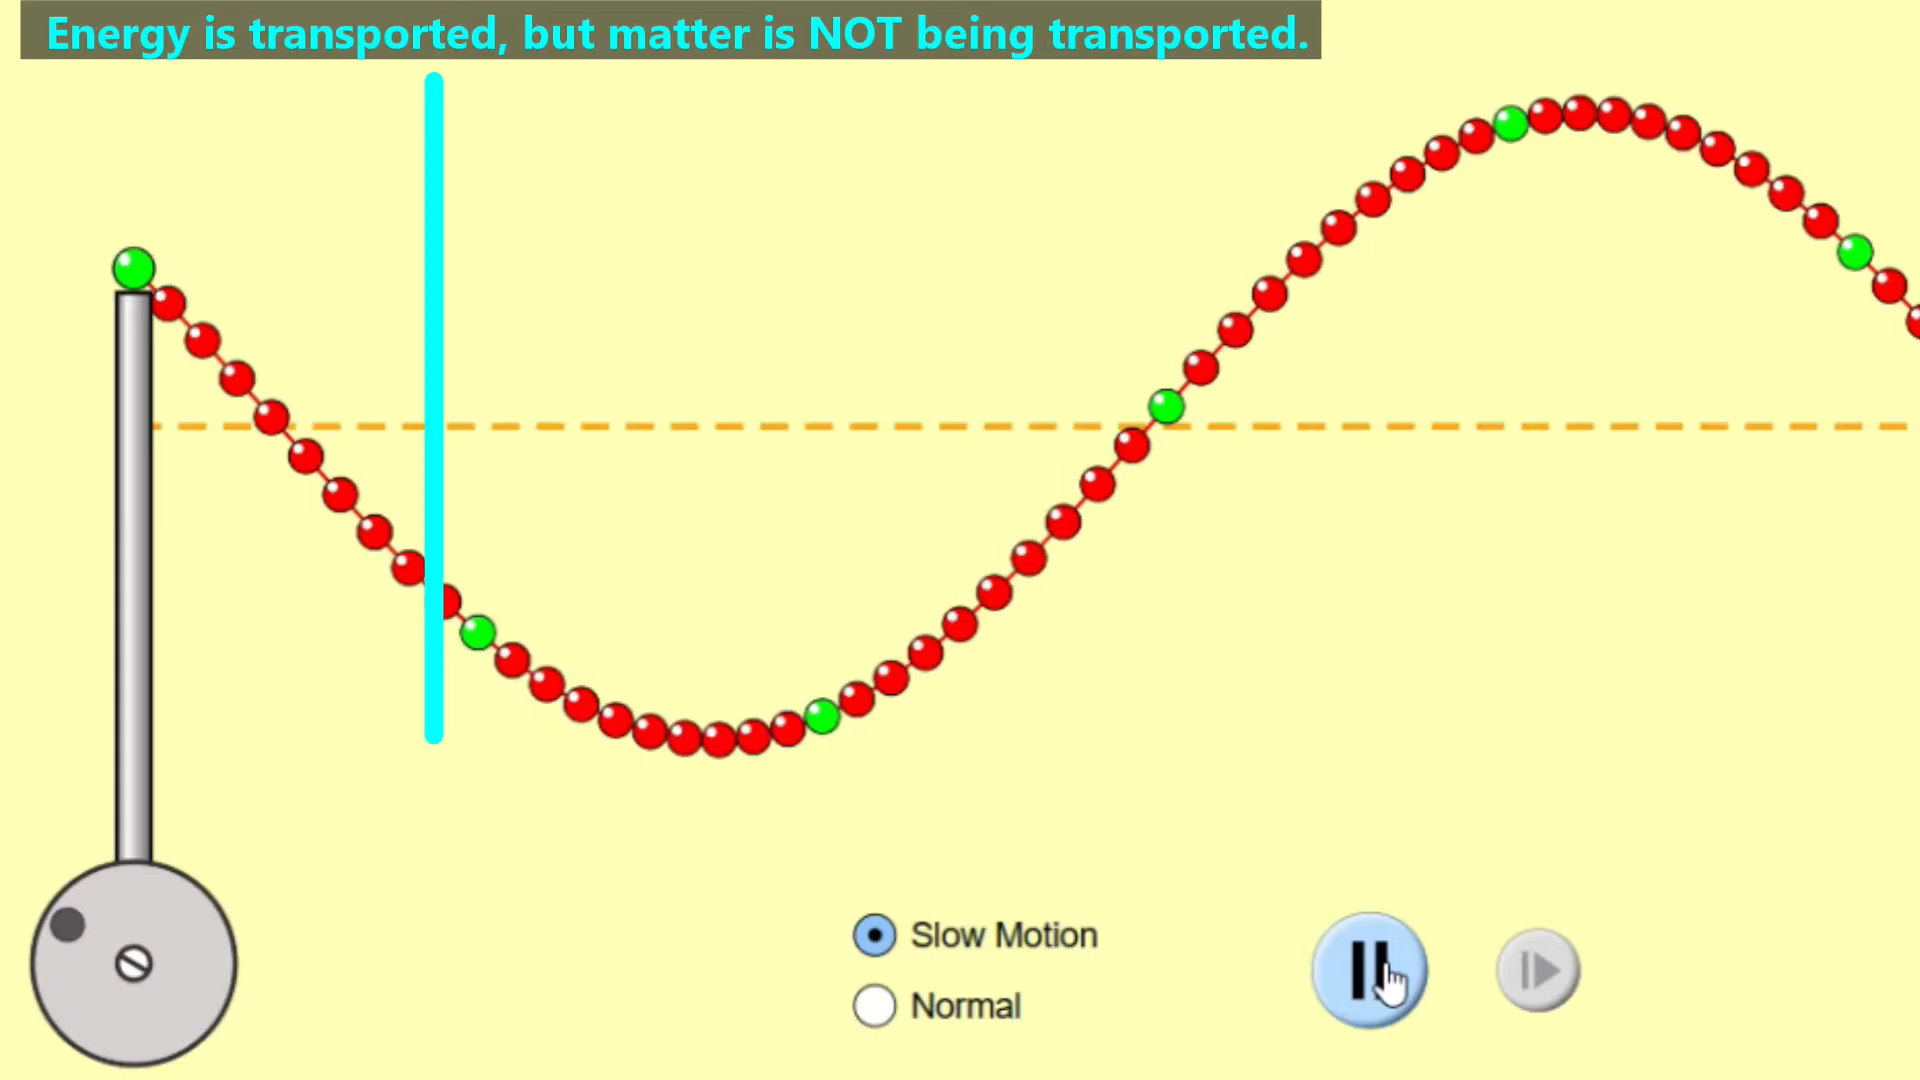 Energy is transported, but matter is NOT being transported.
Slow Motion
Normal